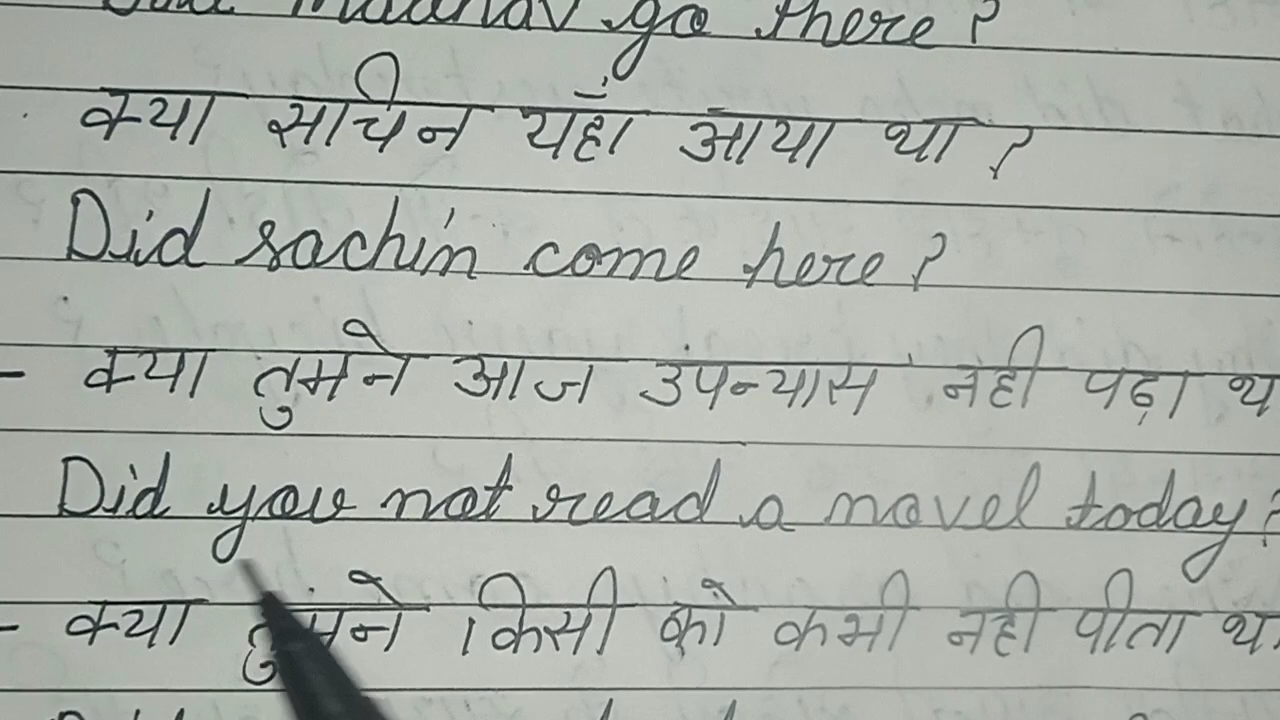 go there?
क्या सचिन यहाँ आया था?
Did sachin come here?
- क्या तुमने आज उपन्यास नही पढ़ा थ
Did you not read a novel today?
- क्या तुमने किसी को कभी नही पीता था